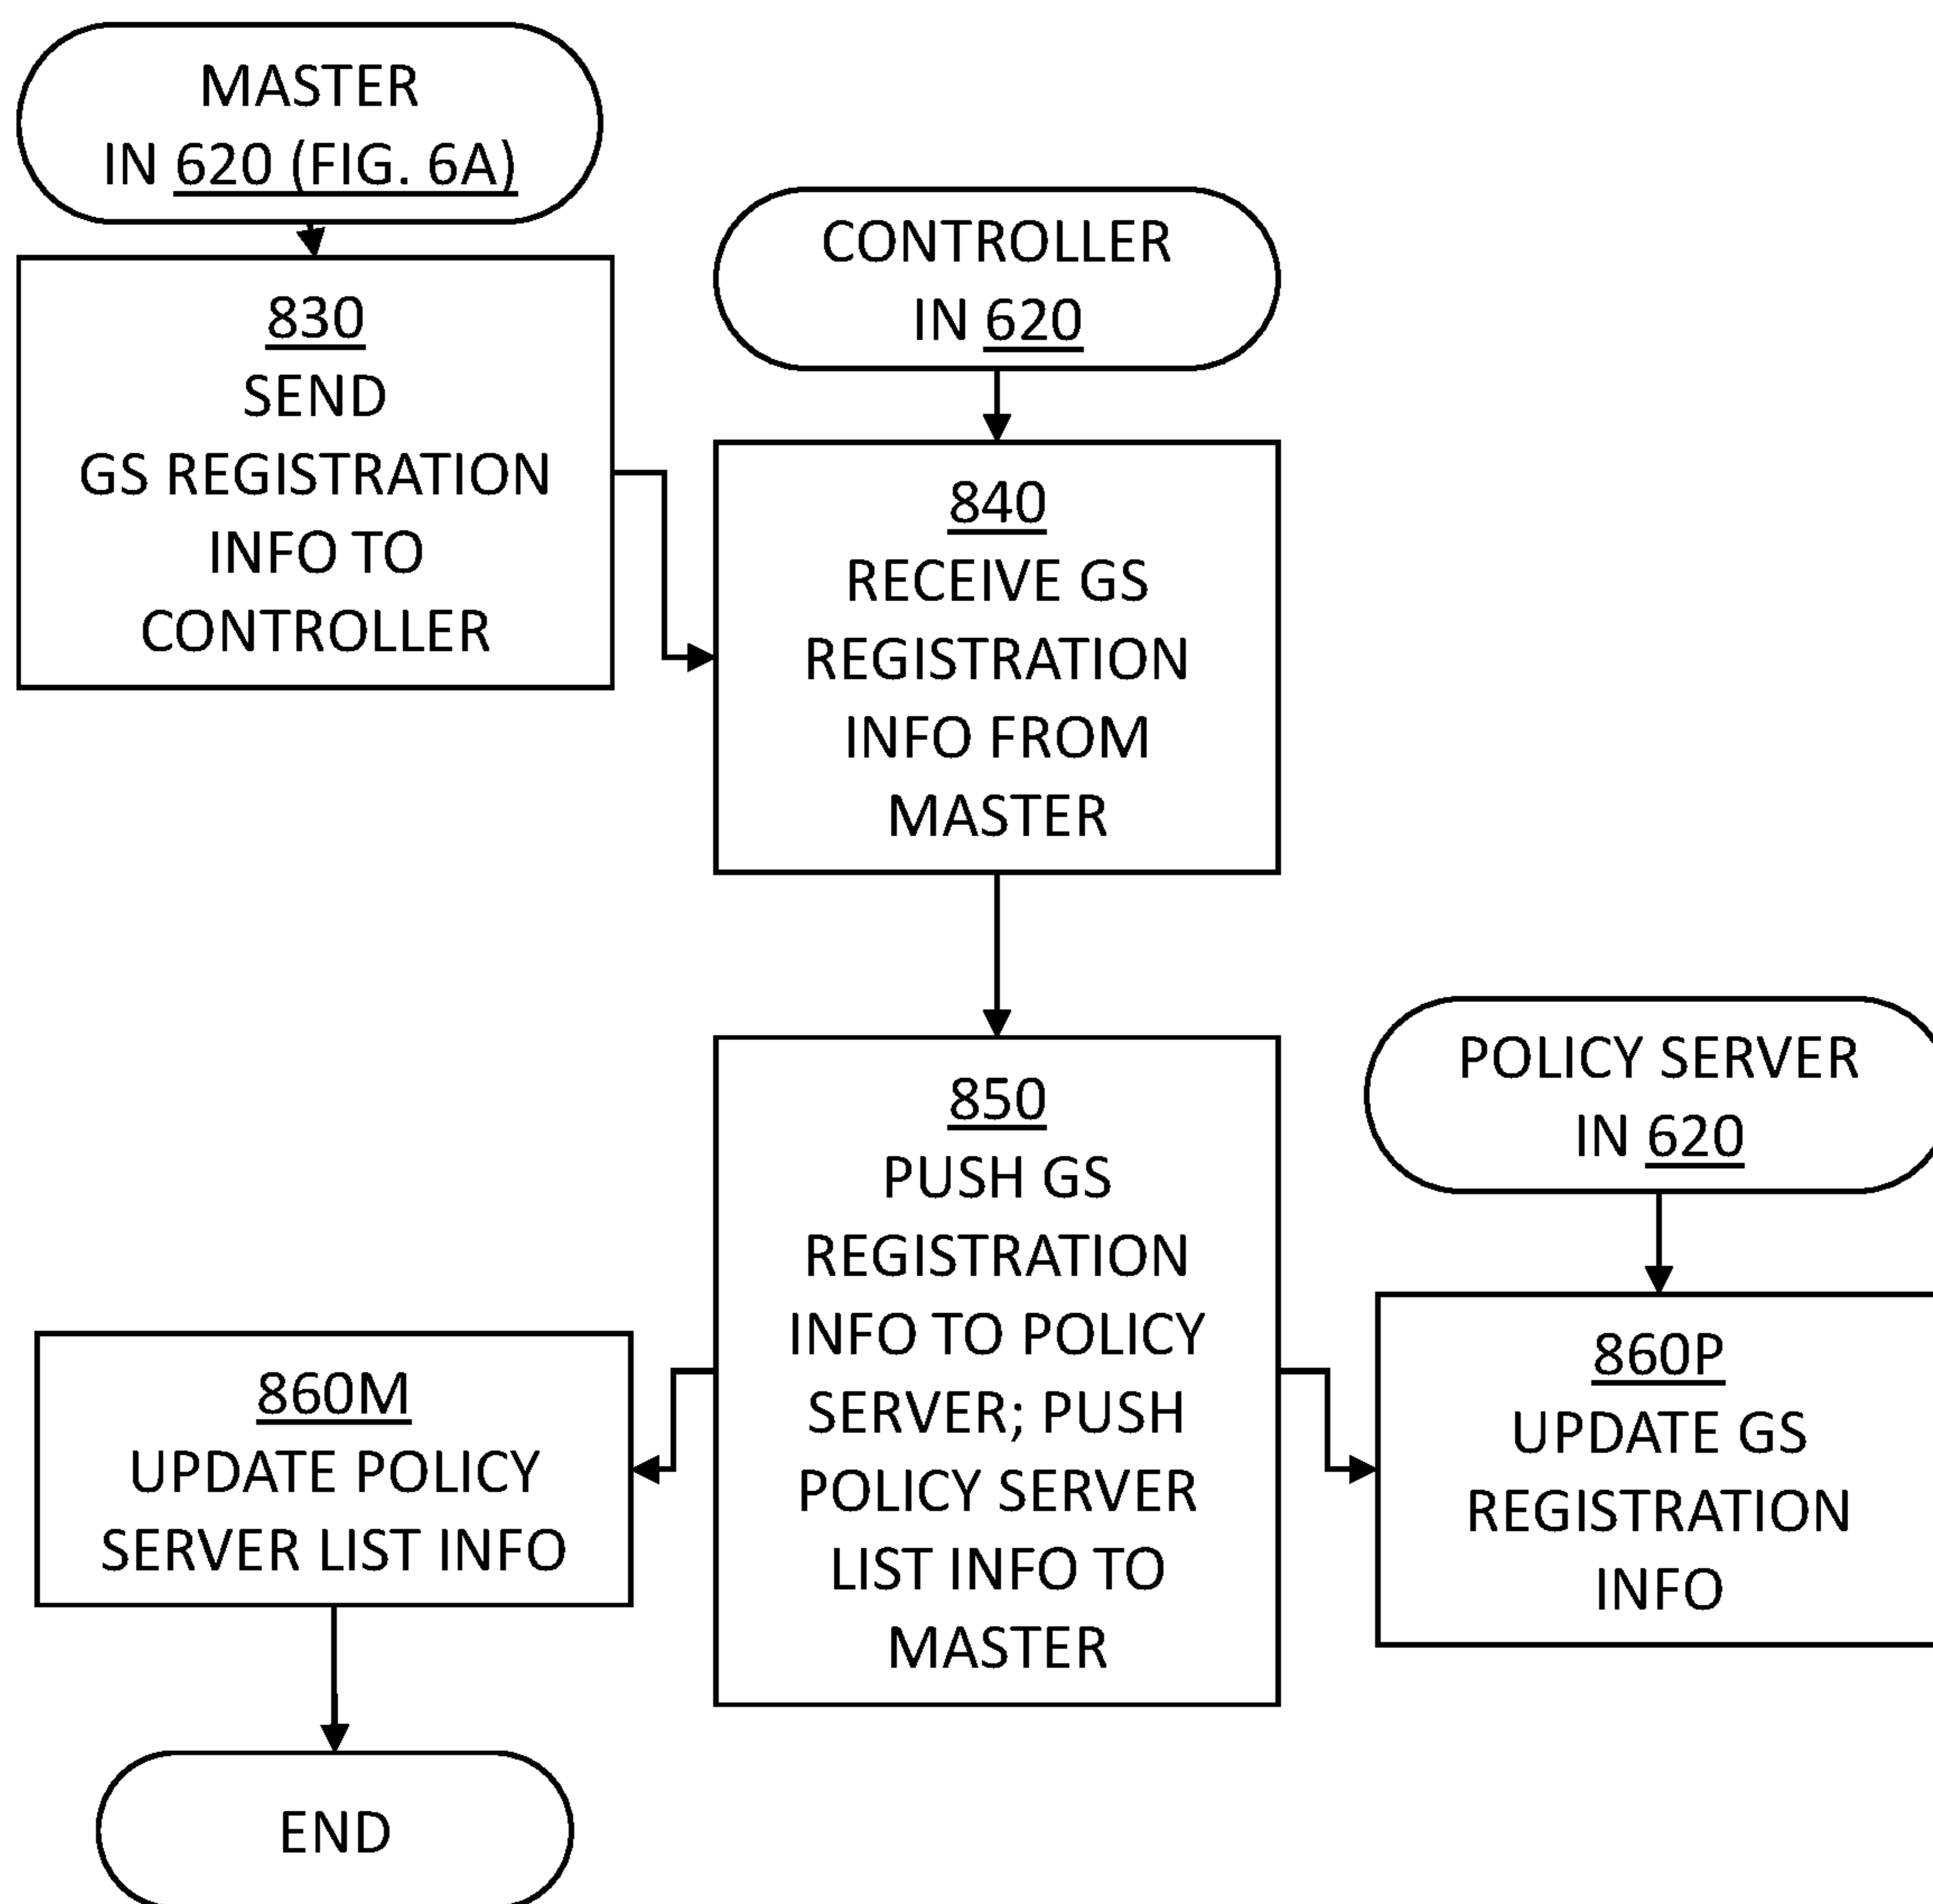 MASTER
IN 620 (FIG. 6A)
830
SEND
GS REGISTRATION
INFO TO
CONTROLLER
CONTROLLER
IN 620
840
RECEIVE GS
REGISTRATION
INFO FROM
MASTER
850
PUSH GS
REGISTRATION
INFO TO POLICY
SERVER; PUSH
POLICY SERVER
LIST INFO TO
MASTER
POLICY SERVER
IN 620
860P
UPDATE GS
REGISTRATION
INFO
860M
UPDATE POLICY
SERVER LIST INFO
END